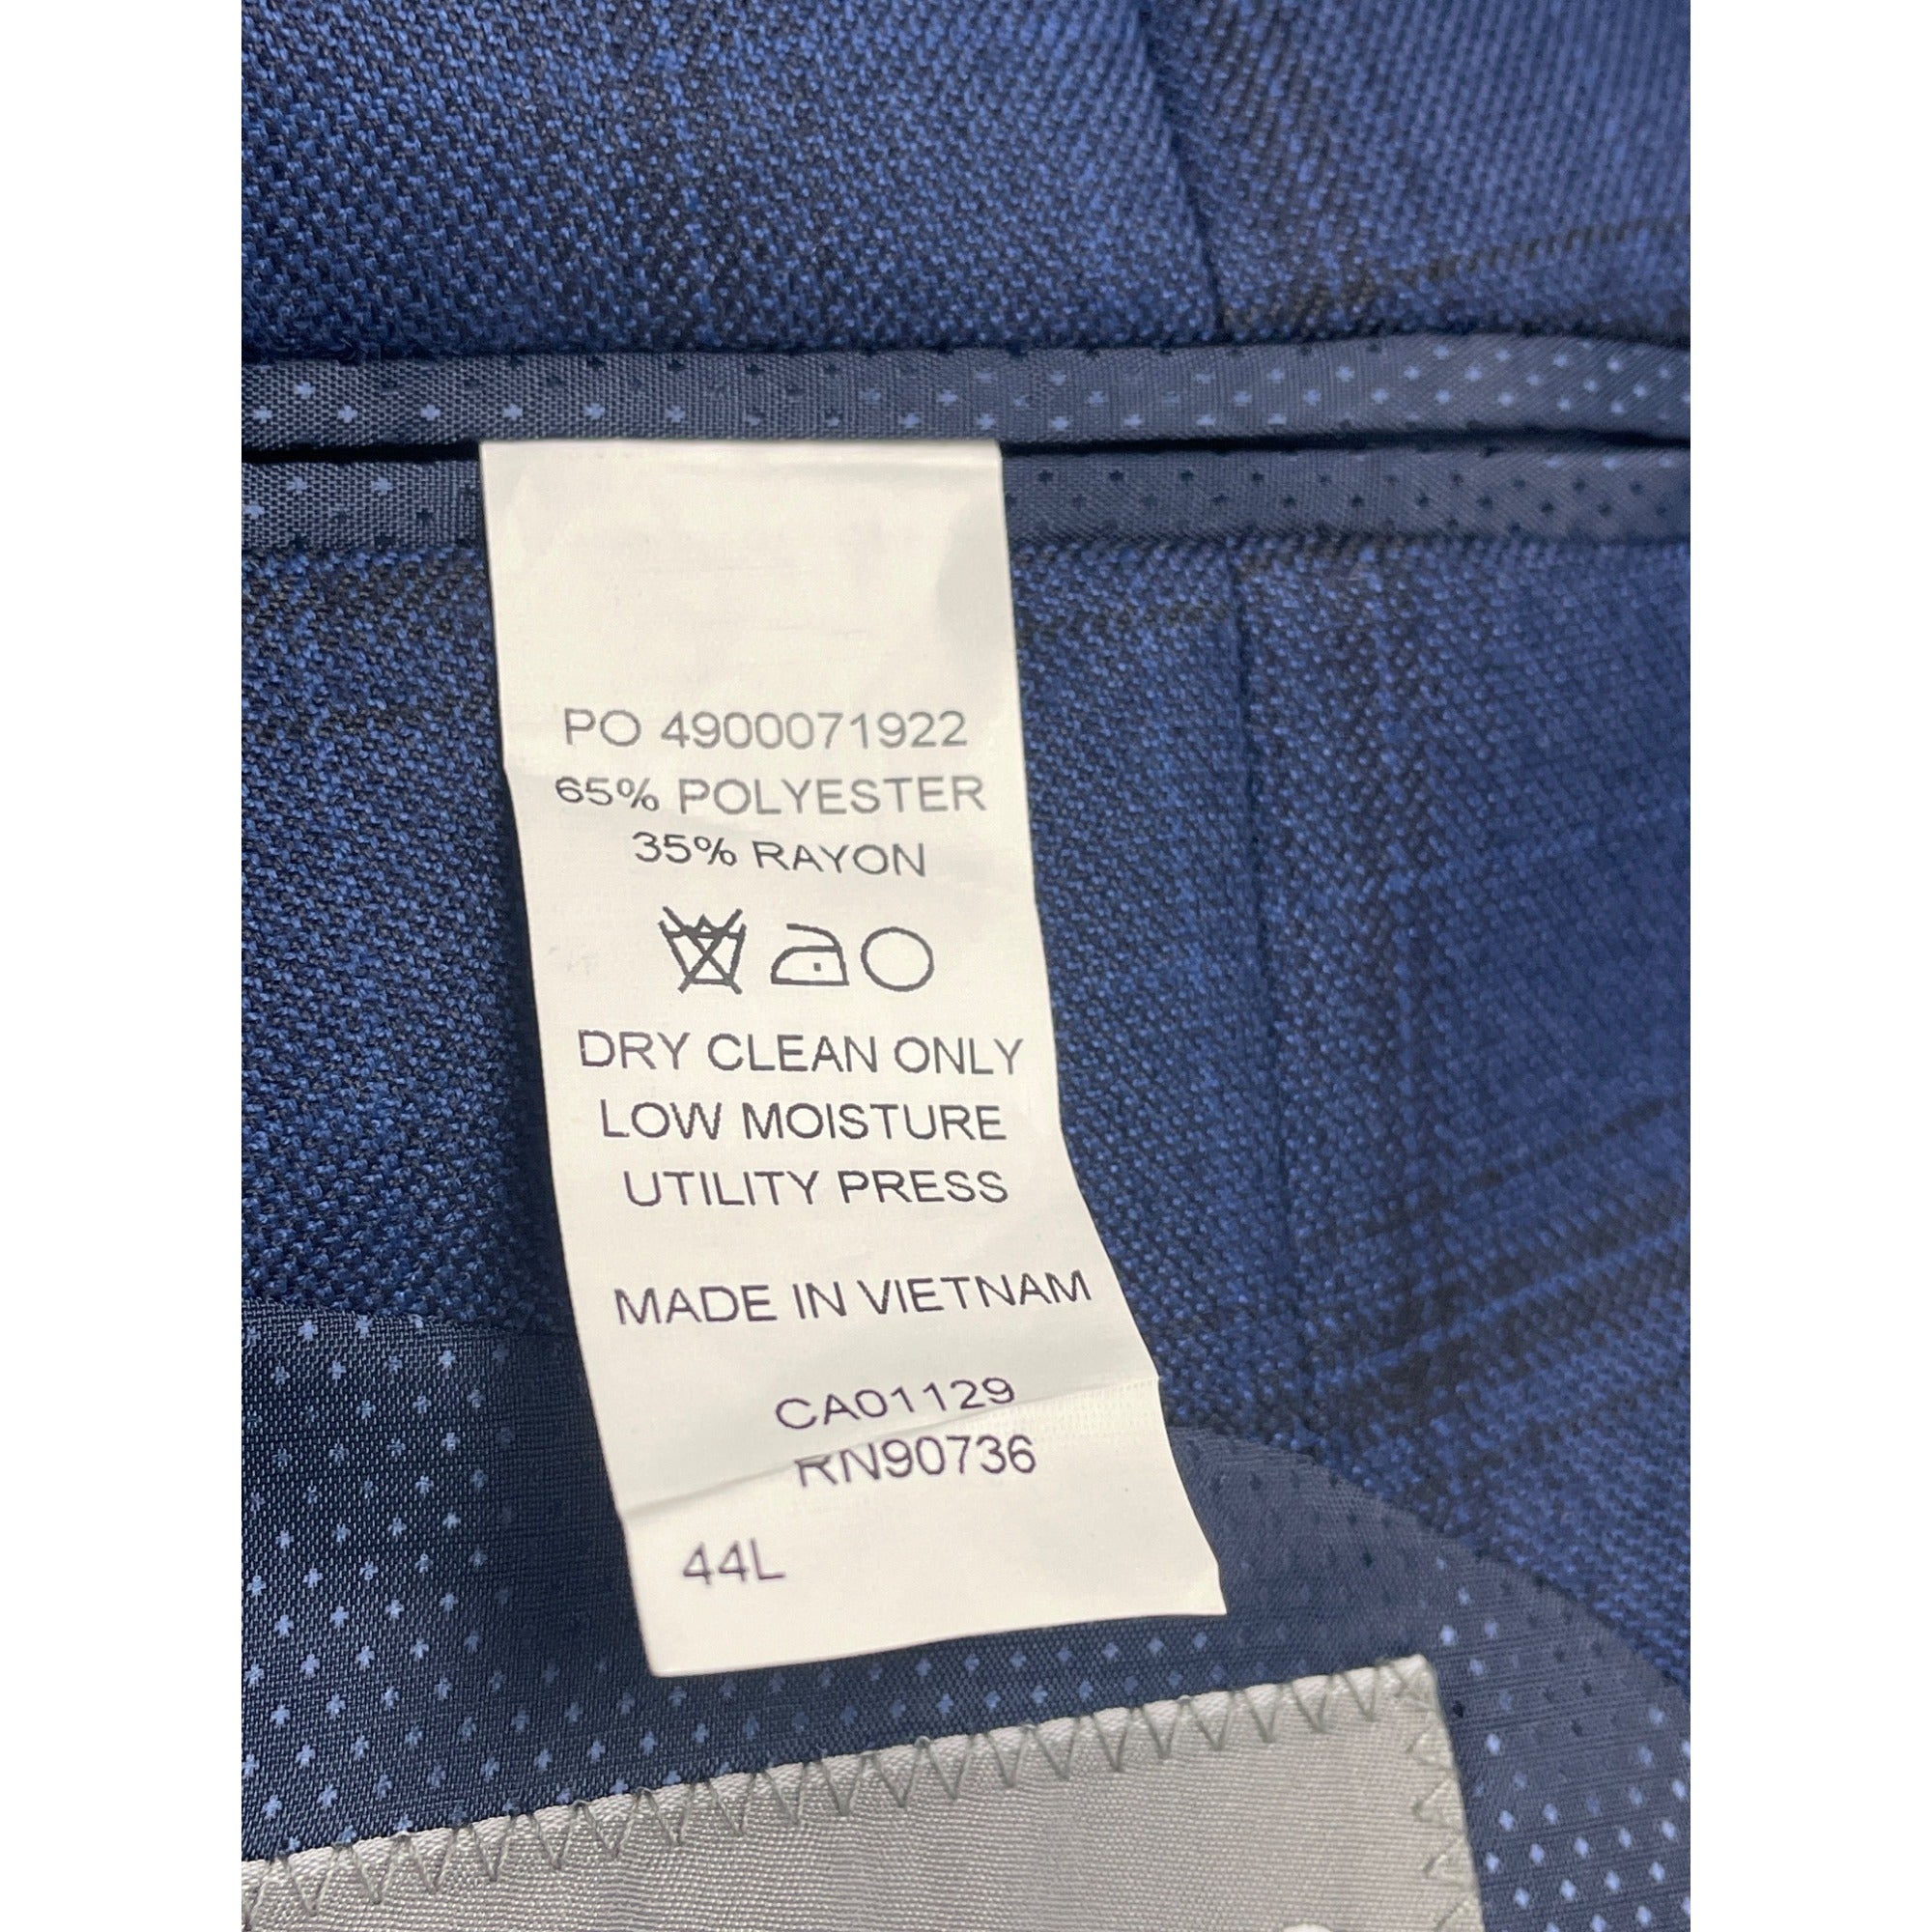 PO 4900071922
65% POLYESTER
35% RAYON
DRY CLEAN ONLY
LOW MOISTURE
UTILITY PRESS
MADE IN VIETNAM
CA01129
RN90736
44L